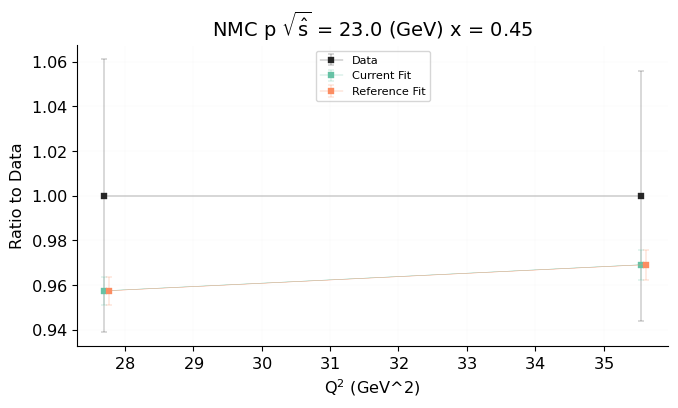 NMC p √ŝ = 23.0 (GeV) x = 0.45
Data
Current Fit
Reference Fit
Ratio to Data
1.06
1.04
1.02
1.00
0.98
0.96
0.94
28 29 30 31 32 33 34 35
Q² (GeV^2)